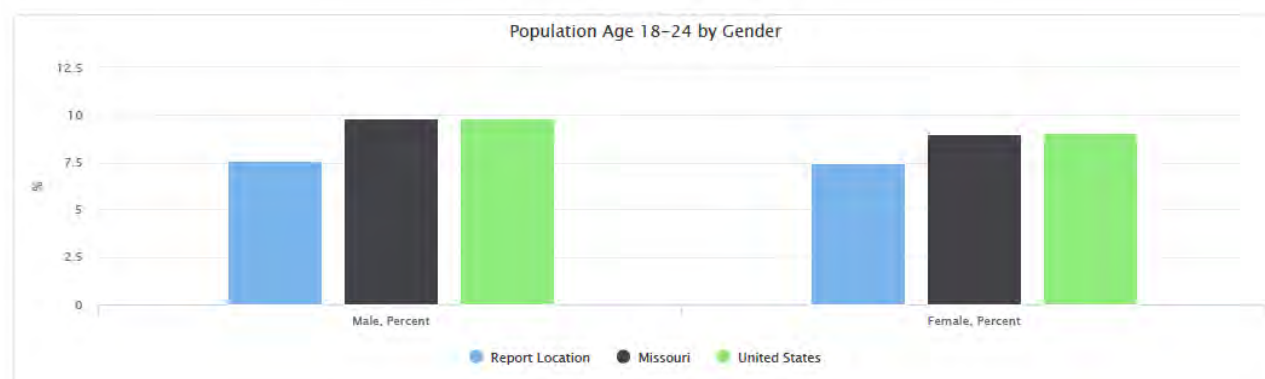 Population Age 18-24 by Gender
12.5
10
7.5
5
2.5
0
%
Male, Percent
Female, Percent
Report Location
Missouri
United States